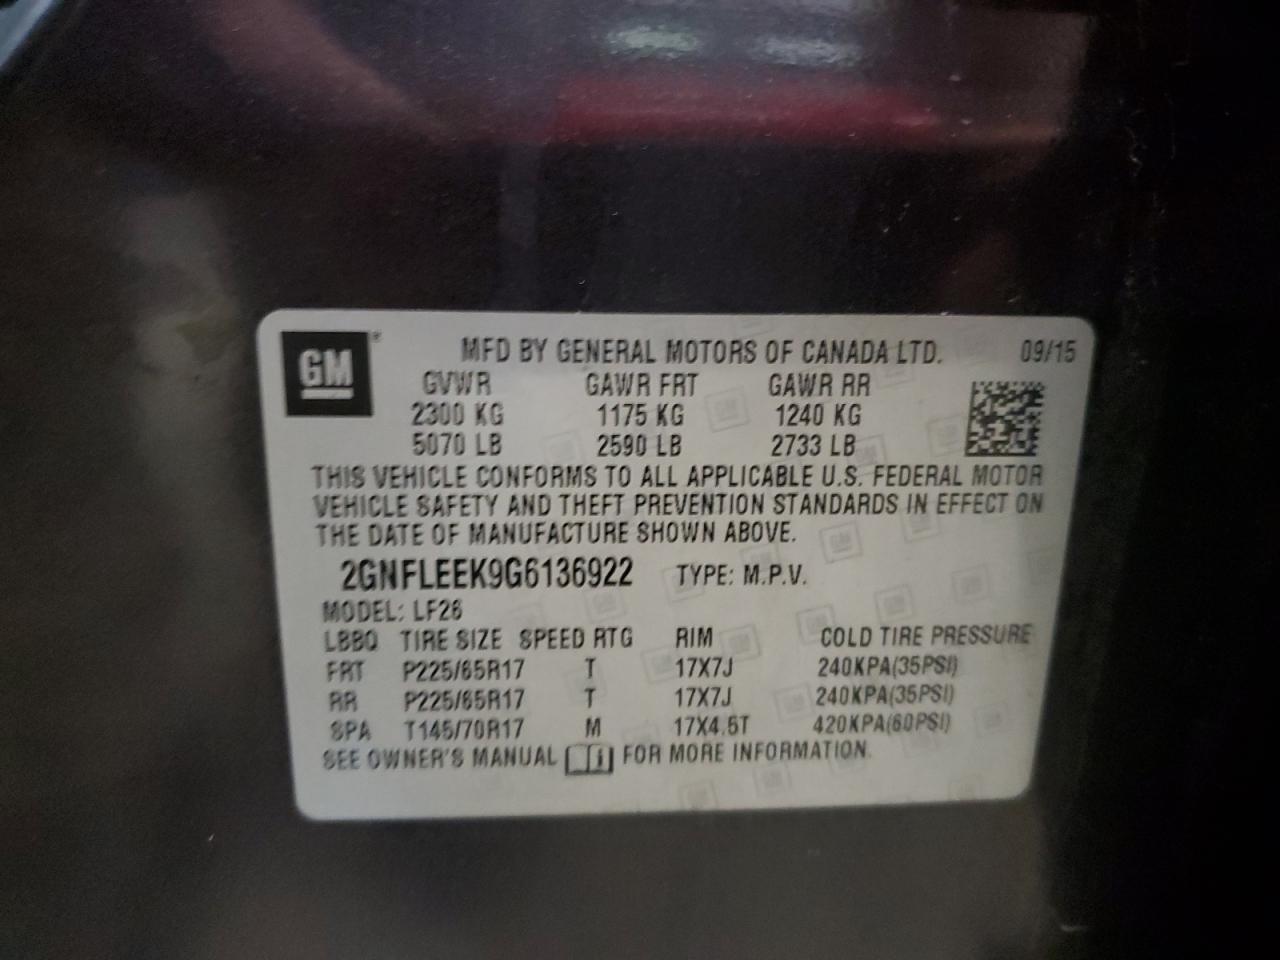 GM
MFD BY GENERAL MOTORS OF CANADA LTD. 09/15
GVWR GAWR FRT GAWR RR
2300 KG 1175 KG 1240 KG
5070 LB 2590 LB 2733 LB
THIS VEHICLE CONFORMS TO ALL APPLICABLE U.S. FEDERAL MOTOR
VEHICLE SAFETY AND THEFT PREVENTION STANDARDS IN EFFECT ON
THE DATE OF MANUFACTURE SHOWN ABOVE.
2GNFLEEK9G6136922 TYPE: M.P.V.
MODEL: LF26
LBBQ TIRE SIZE SPEED RTG RIM COLD TIRE PRESSURE
FRT P225/65R17 T 17X7J 240KPA(35PSI)
RR P225/65R17 T 17X7J 240KPA(35PSI)
SPA T145/70R17 M 17X4.5T 420KPA(60PSI)
SEE OWNER'S MANUAL FOR MORE INFORMATION.